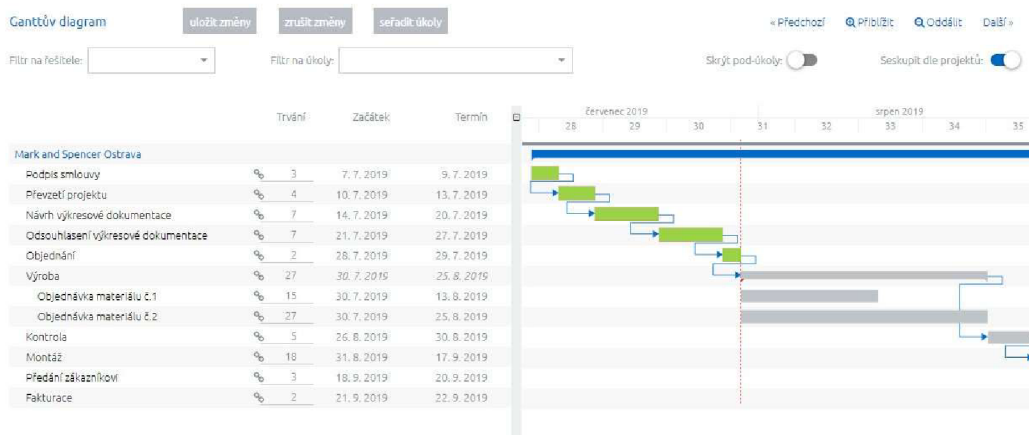 Ganttův diagram uložit změny zrušit změny seřadit úkoly « Předchozí Přiblížit Oddálit Další »
Filtr na řešitele: Filtr na úkoly: Skrýt pod-úkoly: Seskupit dle projektů:
červenec 2019 srpen 2019
Trvání Začátek Termín 28 29 30 31 32 33 34 35
Mark and Spencer Ostrava
Podpis smlouvy 3 7. 7. 2019 9. 7. 2019
Převzetí projektu 4 10. 7. 2019 13. 7. 2019
Návrh výkresové dokumentace 7 14. 7. 2019 20. 7. 2019
Odsouhlasení výkresové dokumentace 7 21. 7. 2019 27. 7. 2019
Objednání 2 28. 7. 2019 29. 7. 2019
Výroba 27 30. 7. 2019 25. 8. 2019
Objednávka materiálu č.1 15 30. 7. 2019 13. 8. 2019
Objednávka materiálu č.2 27 30. 7. 2019 25. 8. 2019
Kontrola 5 26. 8. 2019 30. 8. 2019
Montáž 18 31. 8. 2019 17. 9. 2019
Předání zákazníkovi 3 18. 9. 2019 20. 9. 2019
Fakturace 2 21. 9. 2019 22. 9. 2019